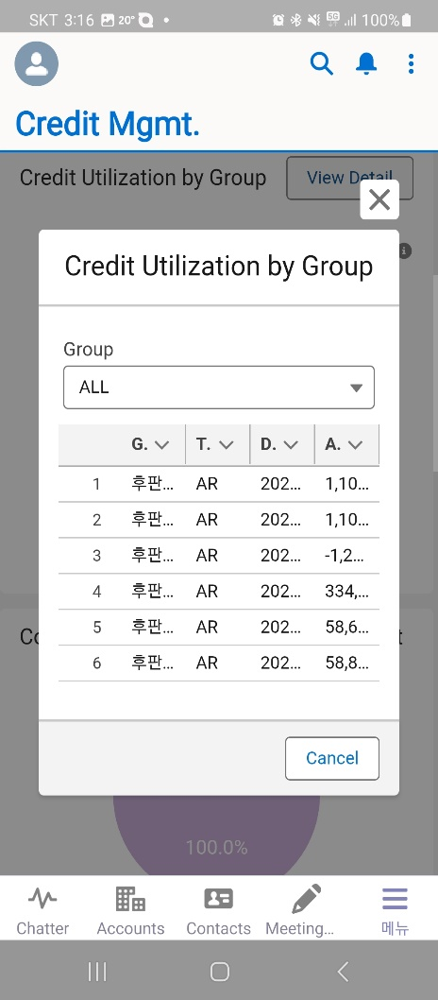 SKT 3:16 20°
100%
Credit Mgmt.
Credit Utilization by Group
View Detail
Credit Utilization by Group
Group
ALL
G. T. D. A.
1 후판... AR 202... 1,10...
2 후판... AR 202... 1,10...
3 후판... AR 202... -1,2...
4 후판... AR 202... 334,...
5 후판... AR 202... 58,6...
6 후판... AR 202... 58,8...
Cancel
100.0%
Chatter Accounts Contacts Meeting... 메뉴